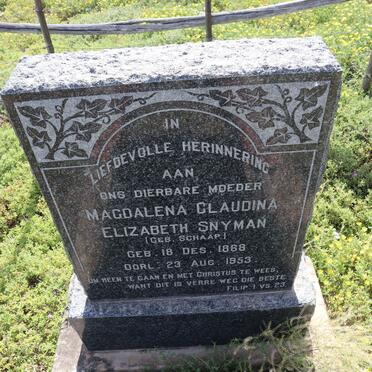 IN
LIEFDEVOLLE HERINNERING
AAN
ONS DIERBARE MOEDER
MAGDALENA CLAUDINA
ELIZABETH SNYMAN
(GEB. SCHAAP)
GEB. 18 DES. 1868
OORL. 23 AUG. 1953.
OM HEEN TE GAAN EN MET CHRISTUS TE WEES,
WANT DIT IS VERRE WEG DIE BESTE
FILIP. 1 VS. 23